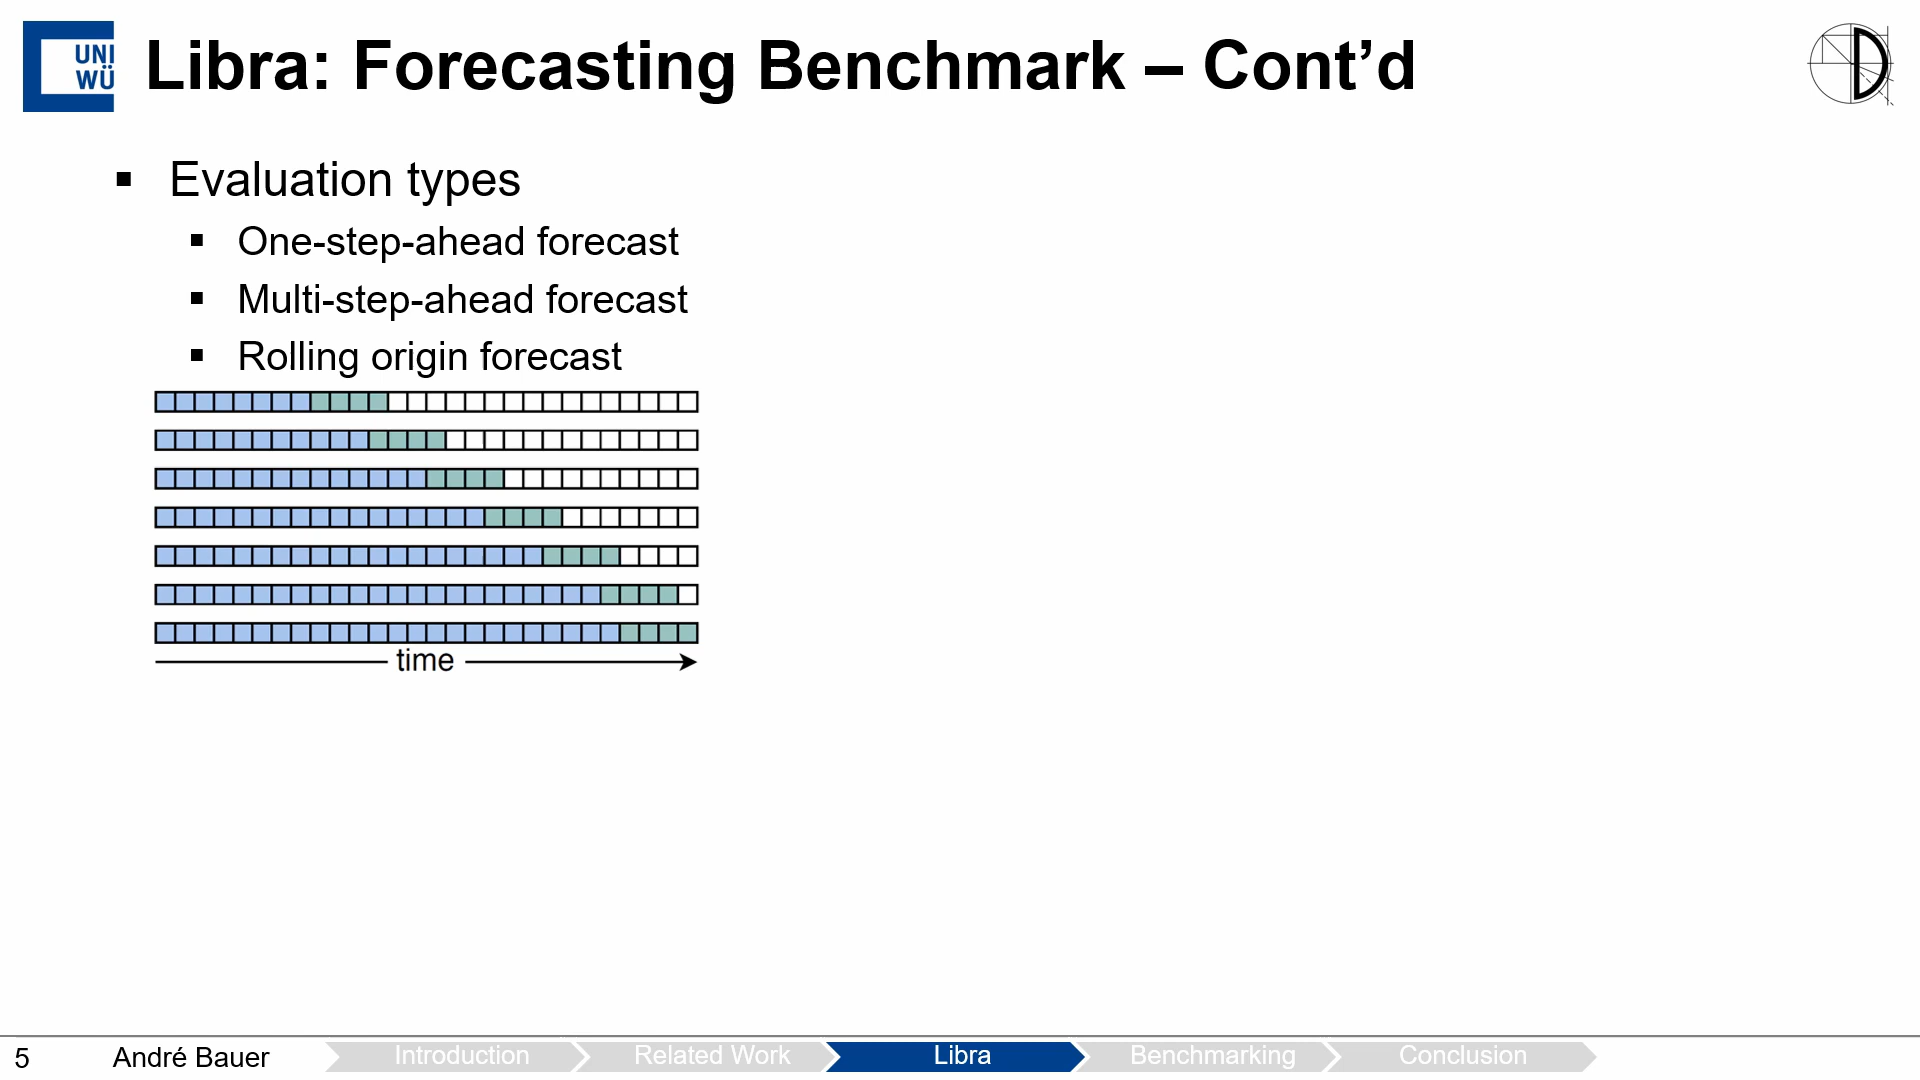 UNI
WÜ
Libra: Forecasting Benchmark – Cont’d
Evaluation types
One-step-ahead forecast
Multi-step-ahead forecast
Rolling origin forecast
time
5 André Bauer Introduction Related Work Libra Benchmarking Conclusion